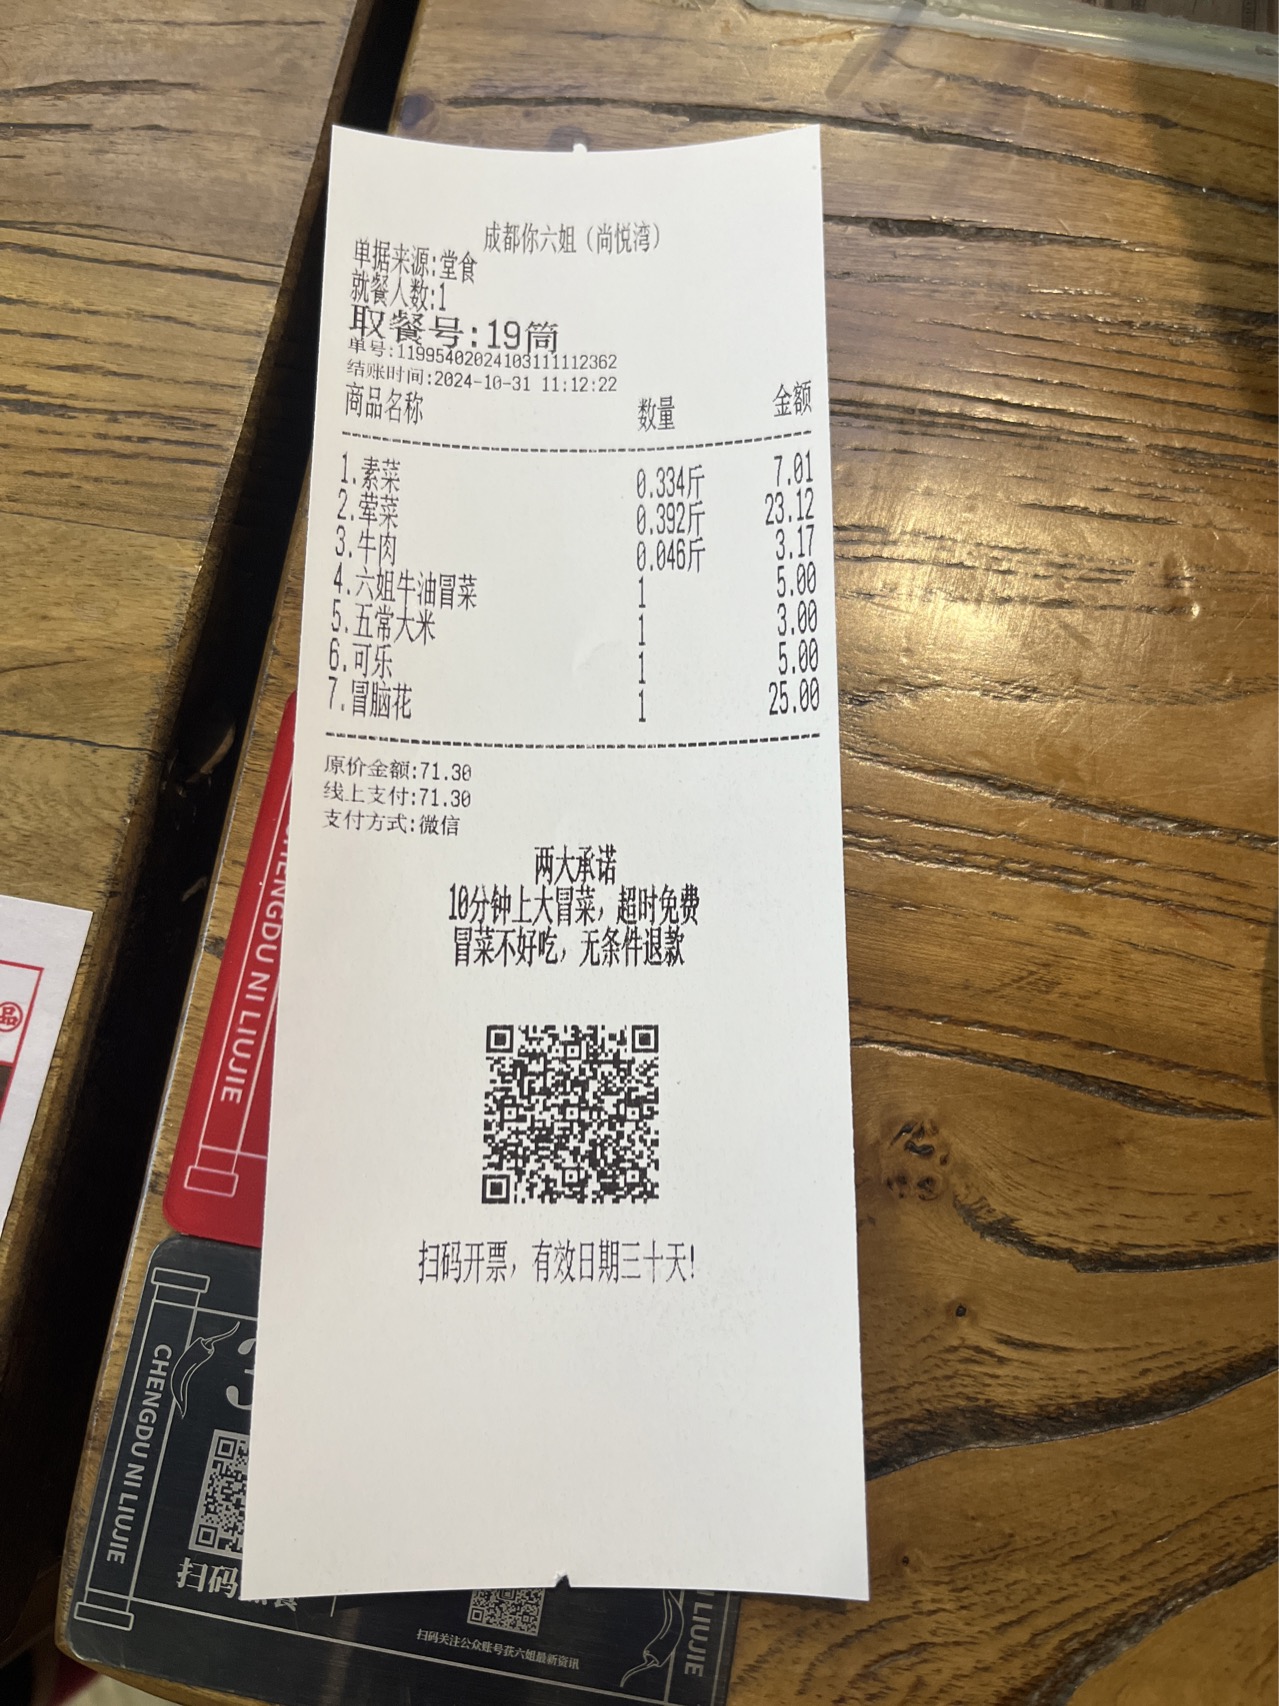 成都你六姐（尚悦湾）
单据来源:堂食
就餐人数:1
取餐号:19筒
单号:11995402024103111112362
结账时间:2024-10-31 11:12:22
商品名称 数量 金额
1.素菜 0.334斤 7.01
2.荤菜 0.392斤 23.12
3.牛肉 0.046斤 3.17
4.六姐牛油冒菜 1 5.00
5.五常大米 1 3.00
6.可乐 1 5.00
7.冒脑花 1 25.00
原价金额:71.30
线上支付:71.30
支付方式:微信
两大承诺
10分钟上大冒菜，超时免费
冒菜不好吃，无条件退款
扫码开票，有效日期三十天!
CHENGDU NI LIUJIE
品
CHENGDU NI LIUJIE
扫码
扫码关注公众账号获六姐最新资讯
LIUJIE